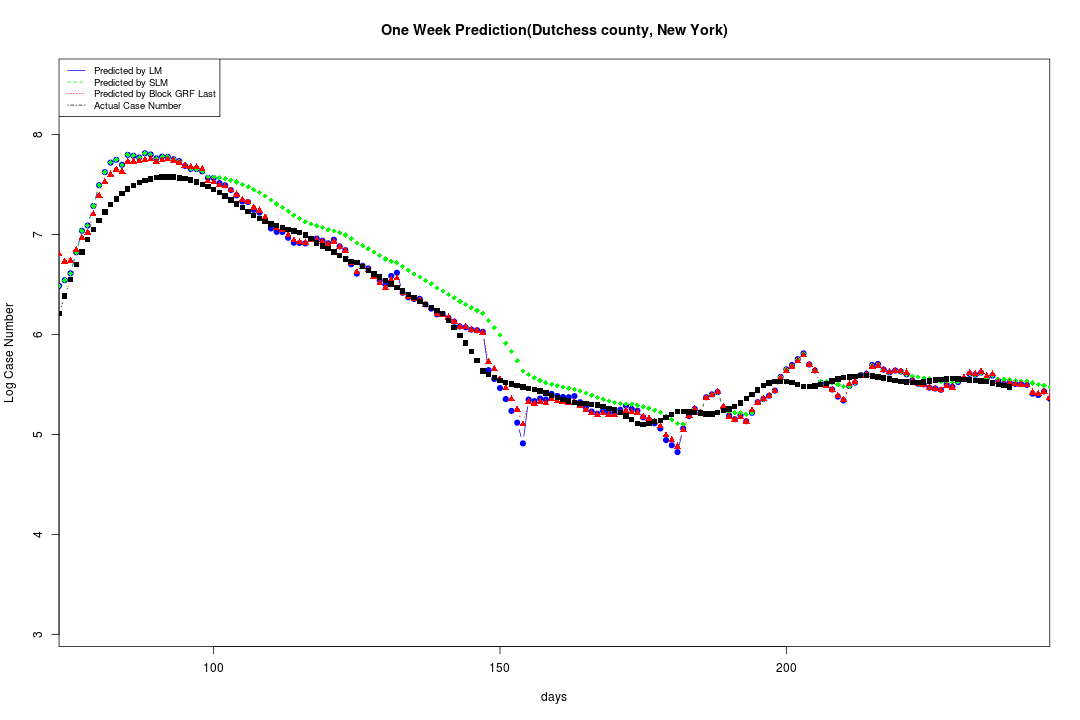 One Week Prediction(Dutchess county, New York)
Predicted by LM
Predicted by SLM
Predicted by Block GRF Last
Actual Case Number
8
7
6
5
4
3
Log Case Number
100 150 200
days